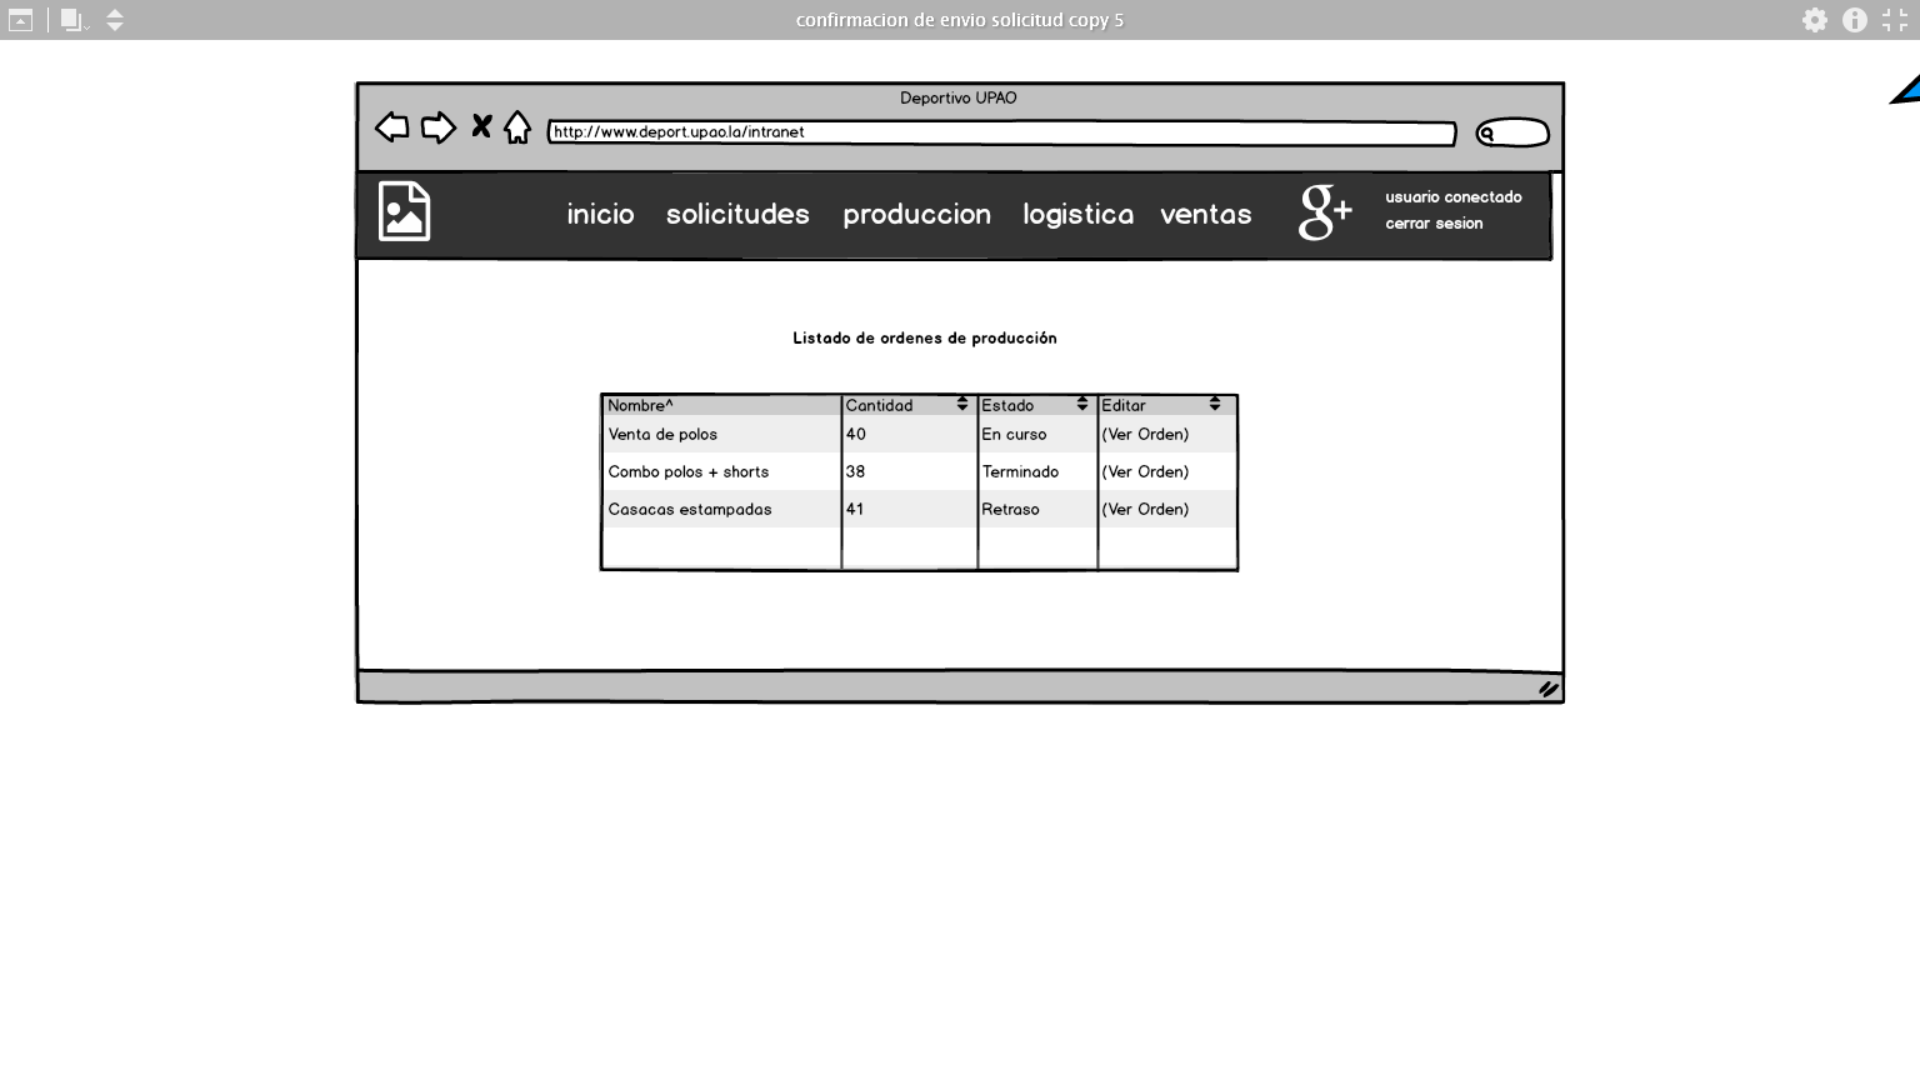 confirmacion de envio solicitud copy 5
Deportivo UPAO
http://www.deport.upao.la/intranet
inicio solicitudes produccion logistica ventas g+ usuario conectado
cerrar sesion
Listado de ordenes de producción
Nombre^ Cantidad Estado Editar
Venta de polos 40 En curso (Ver Orden)
Combo polos + shorts 38 Terminado (Ver Orden)
Casacas estampadas 41 Retraso (Ver Orden)